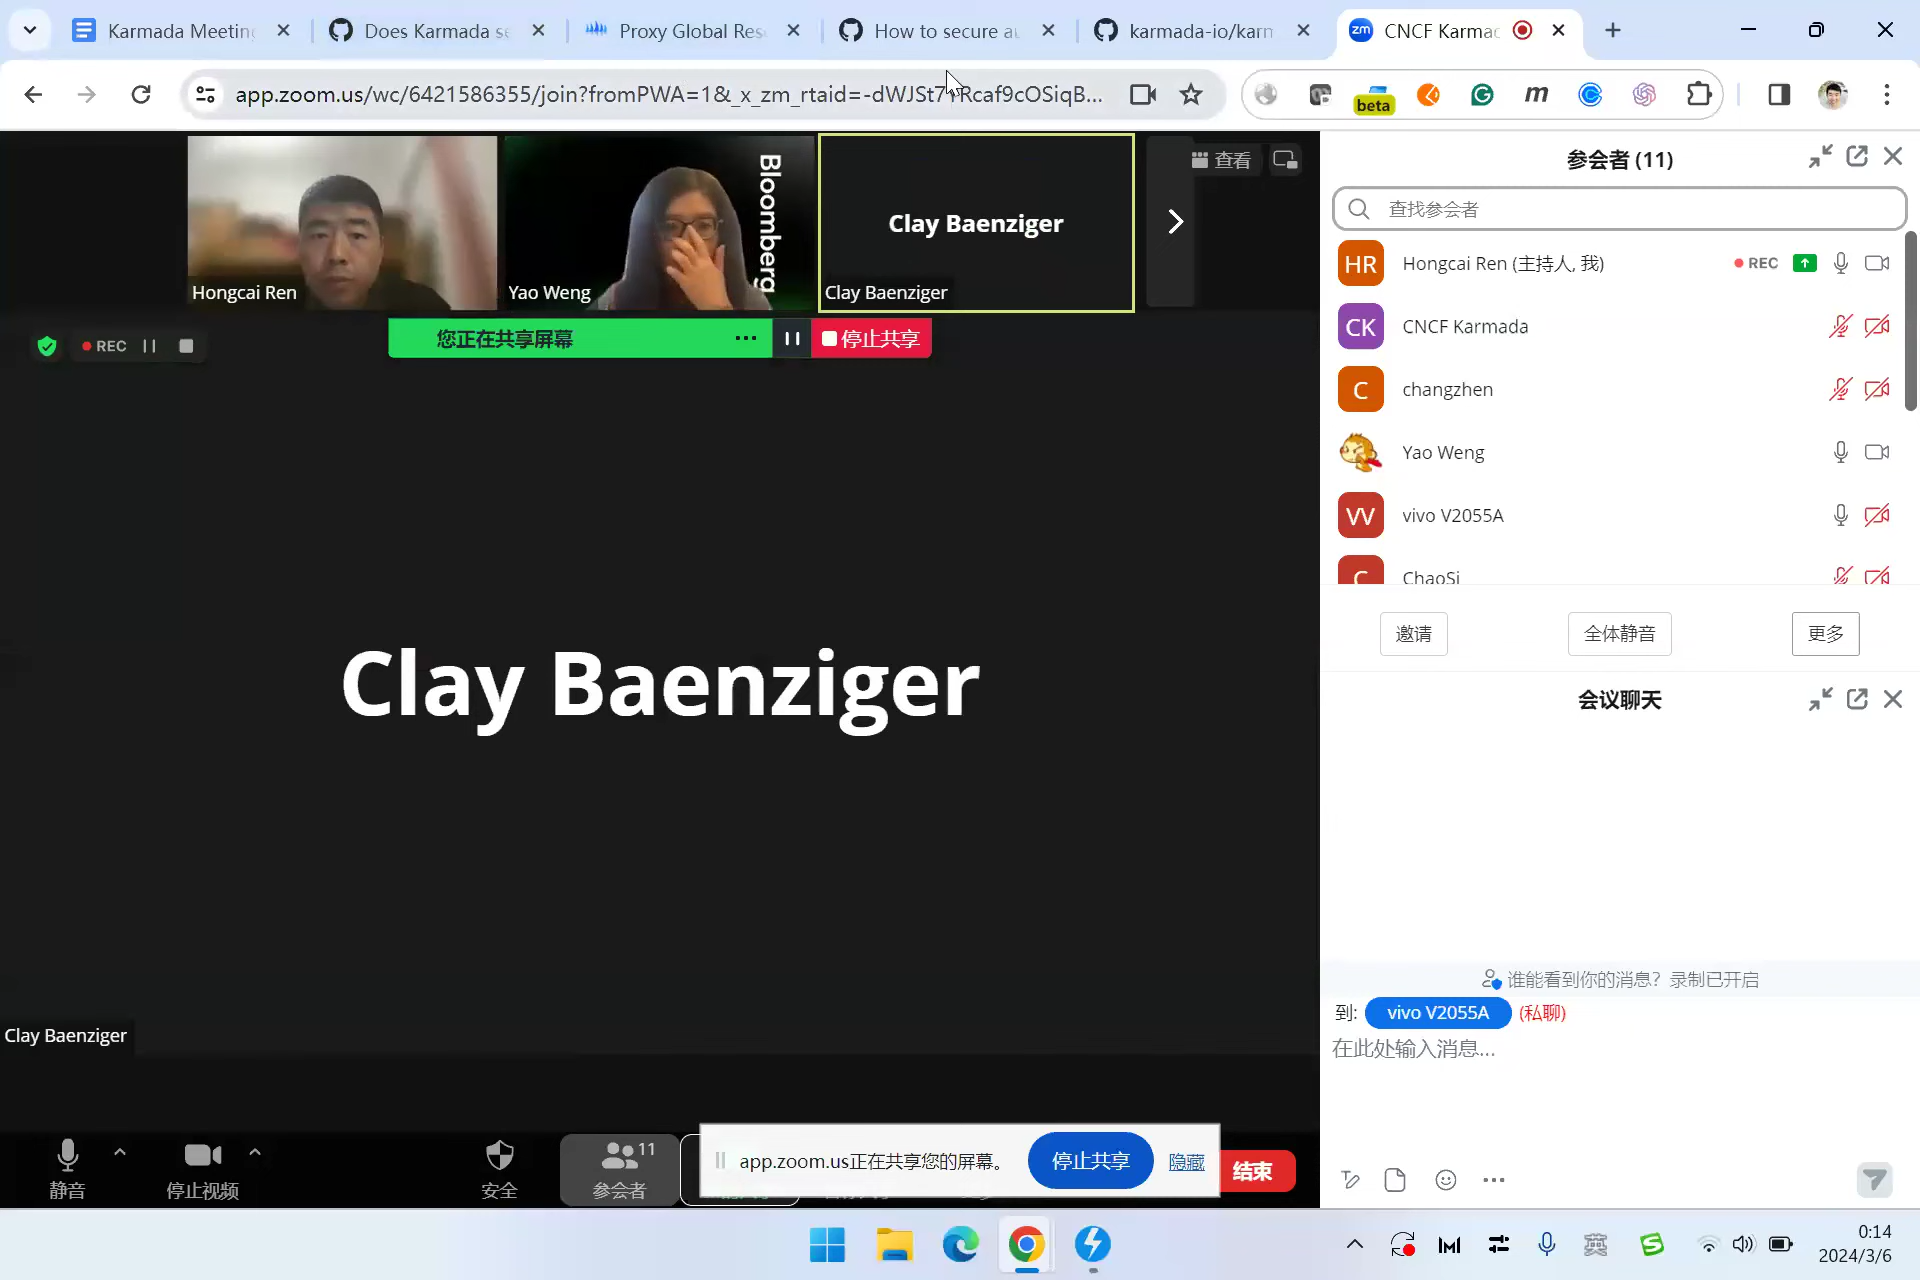 Karmada Meetin
Does Karmada se
Proxy Global Res
How to secure au
karmada-io/karm
CNCF Karmac
app.zoom.us/wc/6421586355/join?fromPWA=1&_x_zm_rtaid=-dWJSt7YRcaf9cOSiqB...
beta
Bloomberg
Clay Baenziger
Hongcai Ren
Yao Weng
Clay Baenziger
查看
REC
您正在共享屏幕
停止共享
Clay Baenziger
Clay Baenziger
参会者 (11)
查找参会者
HR
Hongcai Ren (主持人, 我)
REC
CK
CNCF Karmada
C
changzhen
Yao Weng
VV
vivo V2055A
C
ChaoSi
邀请
全体静音
更多
会议聊天
谁能看到你的消息? 录制已开启
到:
vivo V2055A
(私聊)
在此处输入消息...
静音
停止视频
安全
11
参会者
app.zoom.us正在共享您的屏幕。
停止共享
隐藏
结束
英
0:14
2024/3/6